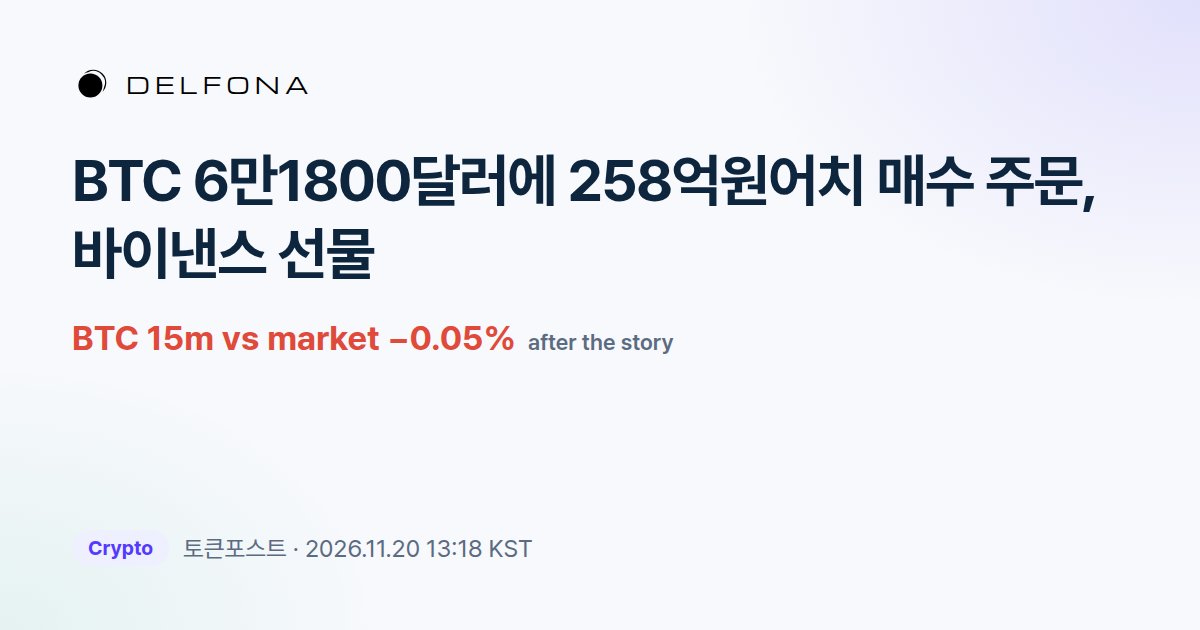 DELFONA
BTC 6만1800달러에 258억원어치 매수 주문,
바이낸스 선물
BTC 15m vs market −0.05% after the story
Crypto 토큰포스트 · 2026.11.20 13:18 KST